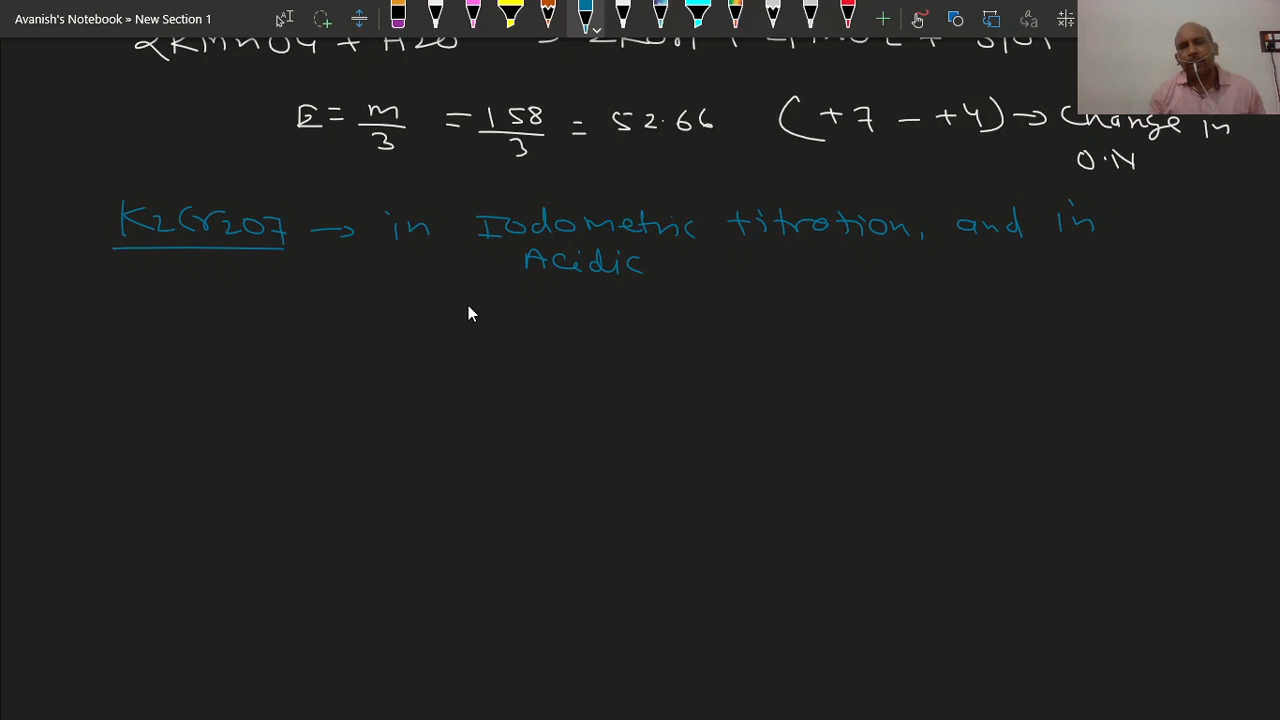 Avanish's Notebook » New Section 1
E = m/3 = 158/3 = 52.66 (+7 - +4) → Change in
O.N
K2Cr2O7 → in Iodometric titration, and in
Acidic